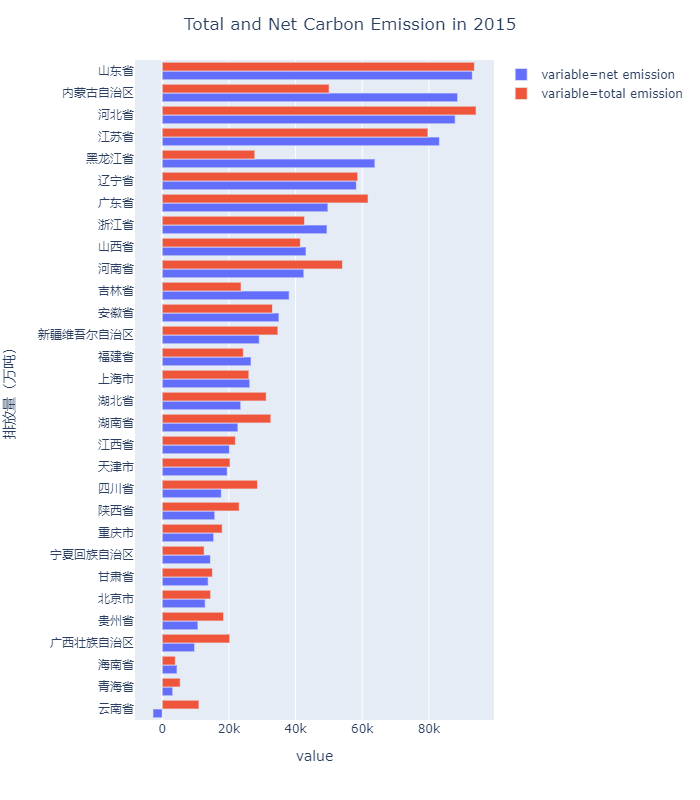 Total and Net Carbon Emission in 2015
variable=net emission
variable=total emission
山东省
内蒙古自治区
河北省
江苏省
黑龙江省
辽宁省
广东省
浙江省
山西省
河南省
吉林省
安徽省
新疆维吾尔自治区
福建省
上海市
湖北省
湖南省
江西省
天津市
四川省
陕西省
重庆市
宁夏回族自治区
甘肃省
北京市
贵州省
广西壮族自治区
海南省
青海省
云南省
排放量（万吨）
0 20k 40k 60k 80k
value